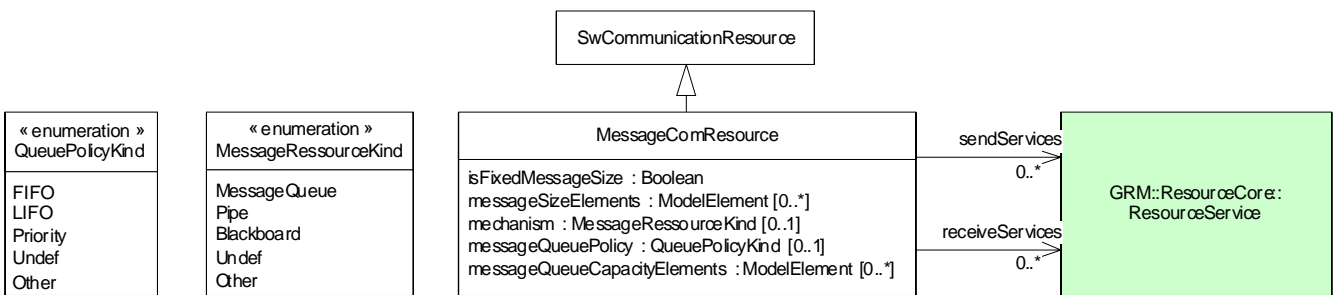 SwCommunicationResource
« enumeration »
QueuePolicyKind
FIFO
LIFO
Priority
Undef
Other
« enumeration »
MessageRessourceKind
MessageQueue
Pipe
Blackboard
Undef
Other
MessageComResource
isFixedMessageSize : Boolean
messageSizeElements : ModelElement [0..*]
mechanism : MessageRessourceKind [0..1]
messageQueuePolicy : QueuePolicyKind [0..1]
messageQueueCapacityElements : ModelElement [0..*]
sendServices
0..*
receiveServices
0..*
GRM::ResourceCore::
ResourceService